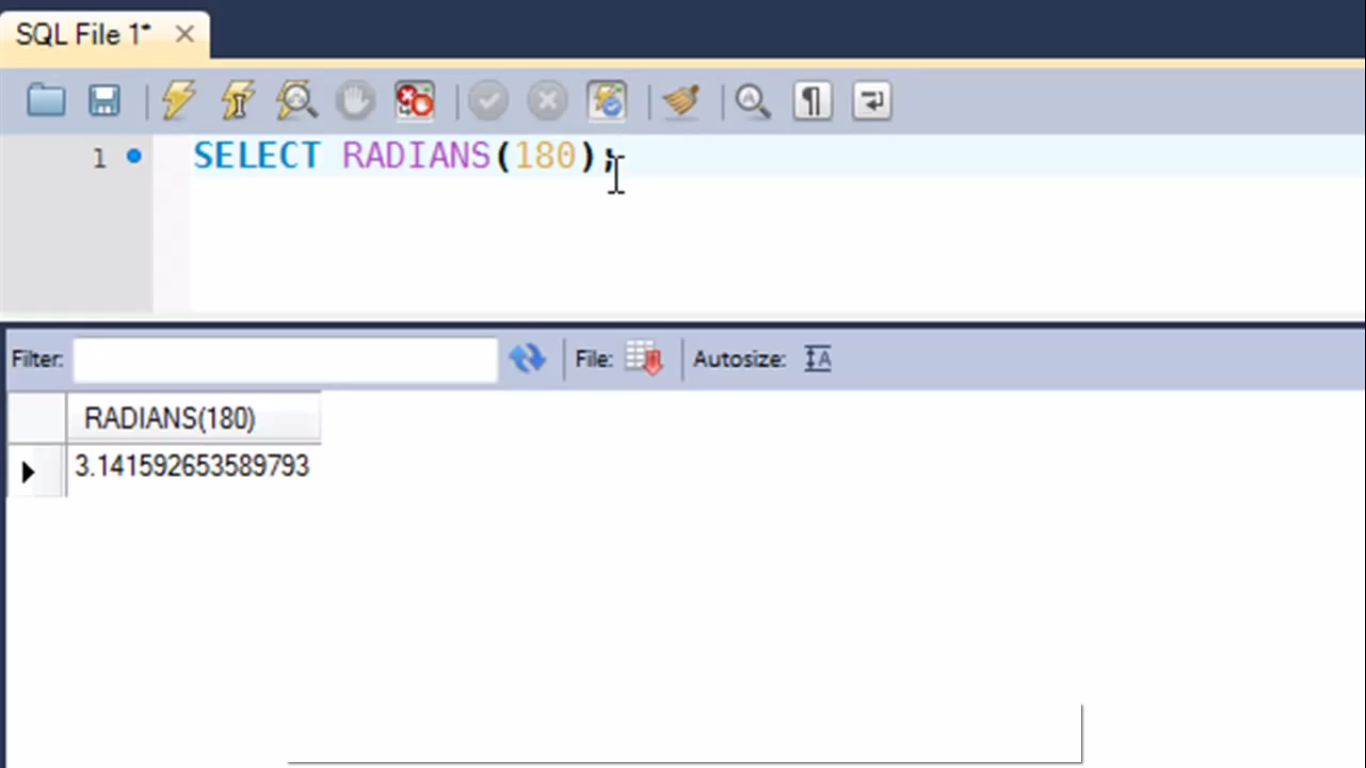 SQL File 1*
1 SELECT RADIANS(180);
Filter: File: Autosize:
RADIANS(180)
3.141592653589793